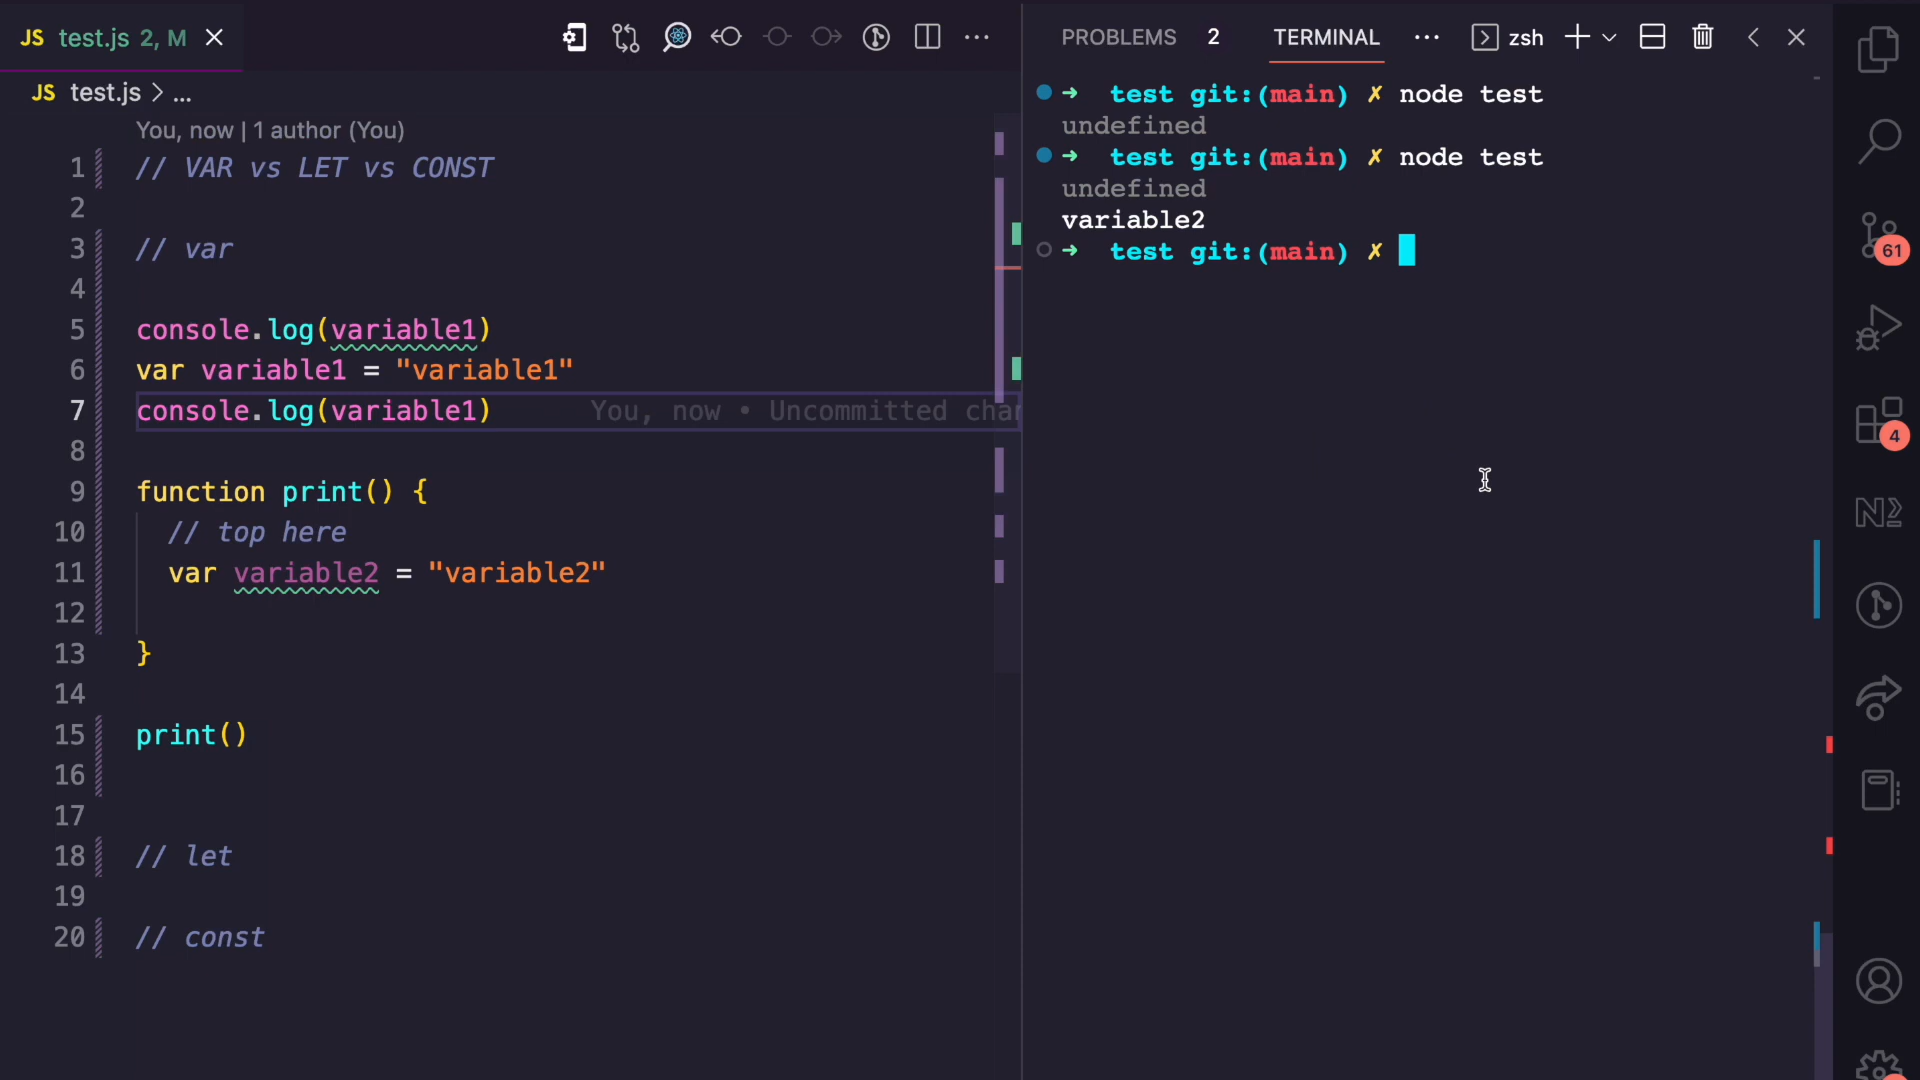 JS test.js 2, M
JS test.js > ...
You, now | 1 author (You)
1 // VAR vs LET vs CONST
2
3 // var
4
5 console.log(variable1)
6 var variable1 = "variable1"
7 console.log(variable1) You, now • Uncommitted chan
8
9 function print() {
10 // top here
11 var variable2 = "variable2"
12
13 }
14
15 print()
16
17
18 // let
19
20 // const
PROBLEMS 2 TERMINAL ... zsh
➜ test git:(main) ✗ node test
undefined
➜ test git:(main) ✗ node test
undefined
variable2
➜ test git:(main) ✗
61
4
N